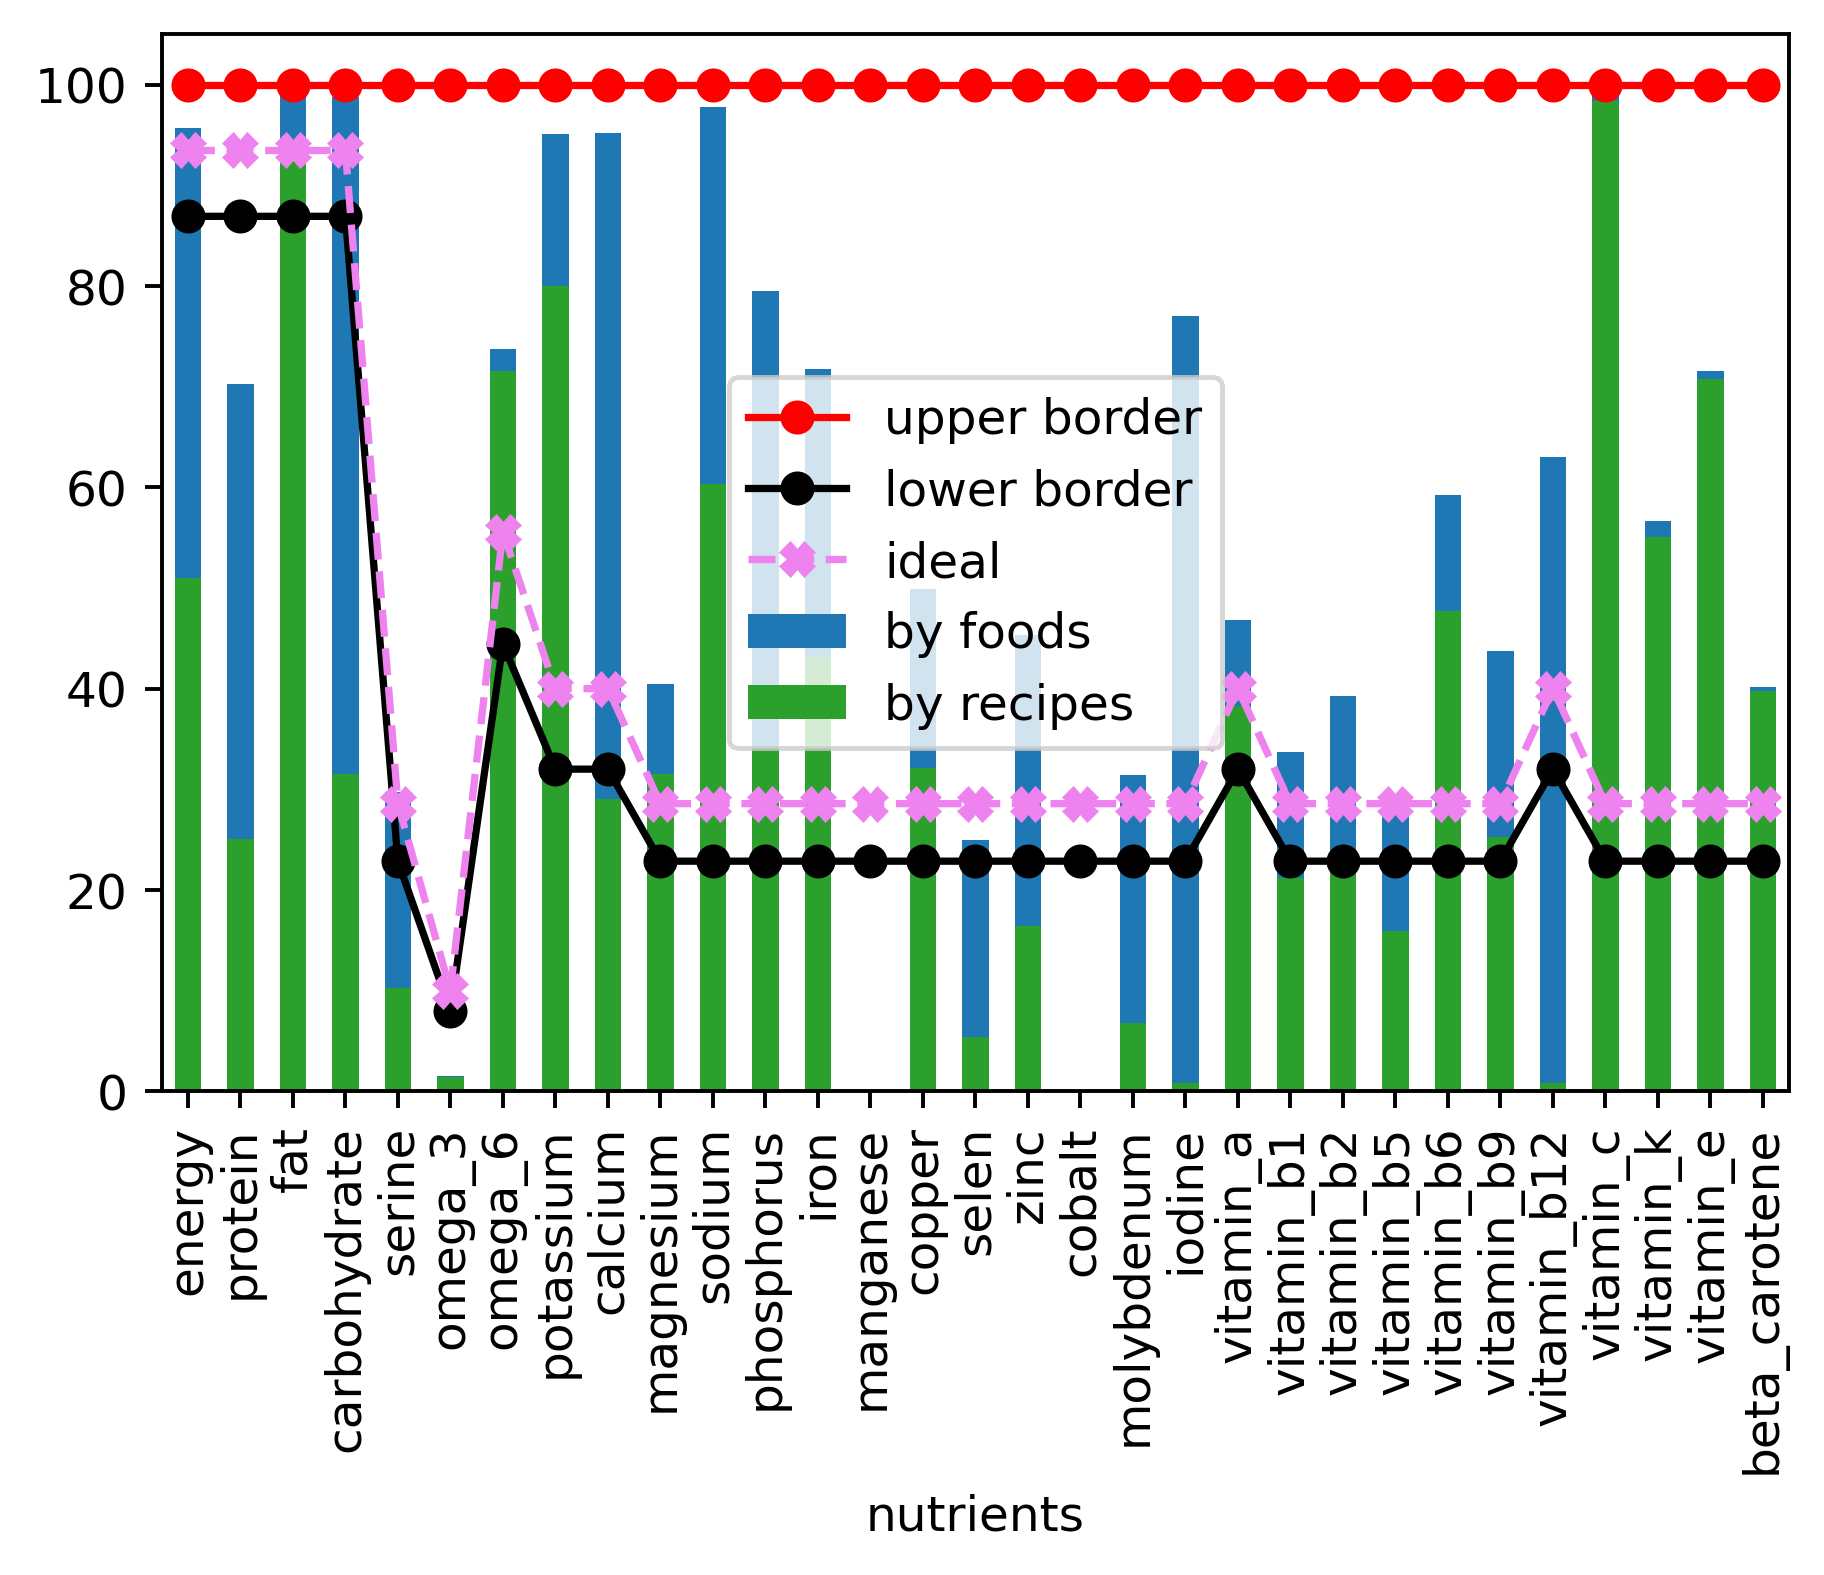 100
80
60
40
20
0
upper border
lower border
ideal
by foods
by recipes
energy
protein
fat
carbohydrate
serine
omega_3
omega_6
potassium
calcium
magnesium
sodium
phosphorus
iron
manganese
copper
selen
zinc
cobalt
molybdenum
iodine
vitamin_a
vitamin_b1
vitamin_b2
vitamin_b5
vitamin_b6
vitamin_b9
vitamin_b12
vitamin_c
vitamin_k
vitamin_e
beta_carotene
nutrients